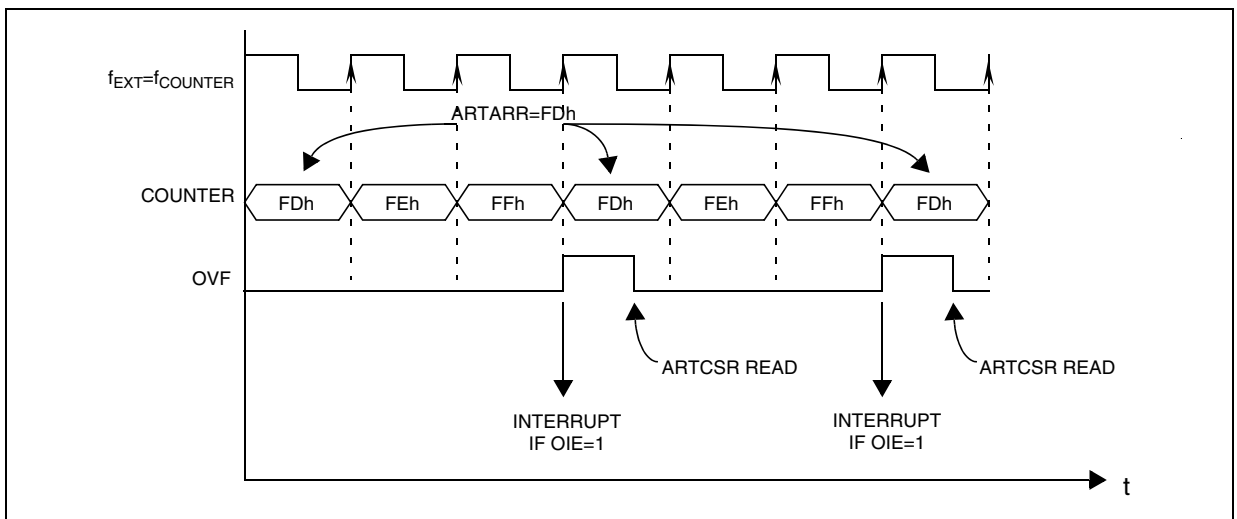 fEXT=fCOUNTER
ARTARR=FDh
COUNTER
FDh
FEh
FFh
FDh
FEh
FFh
FDh
OVF
ARTCSR READ
ARTCSR READ
INTERRUPT
IF OIE=1
INTERRUPT
IF OIE=1
t